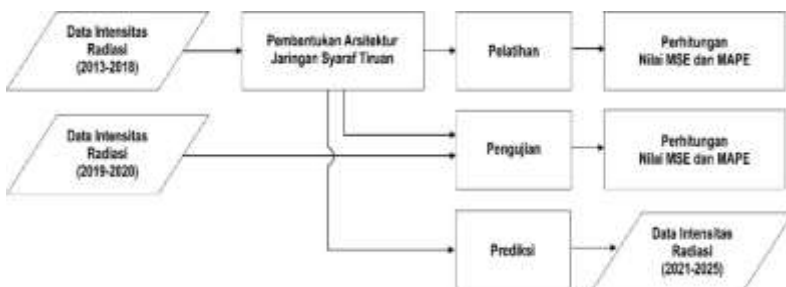 Data Intensitas
Radiasi
(2013-2018)
Pembentukan Arsitektur
Jaringan Syaraf Tiruan
Pelatihan
Perhitungan
Nilai MSE dan MAPE
Data Intensitas
Radiasi
(2019-2020)
Pengujian
Perhitungan
Nilai MSE dan MAPE
Prediksi
Data Intensitas
Radiasi
(2021-2025)